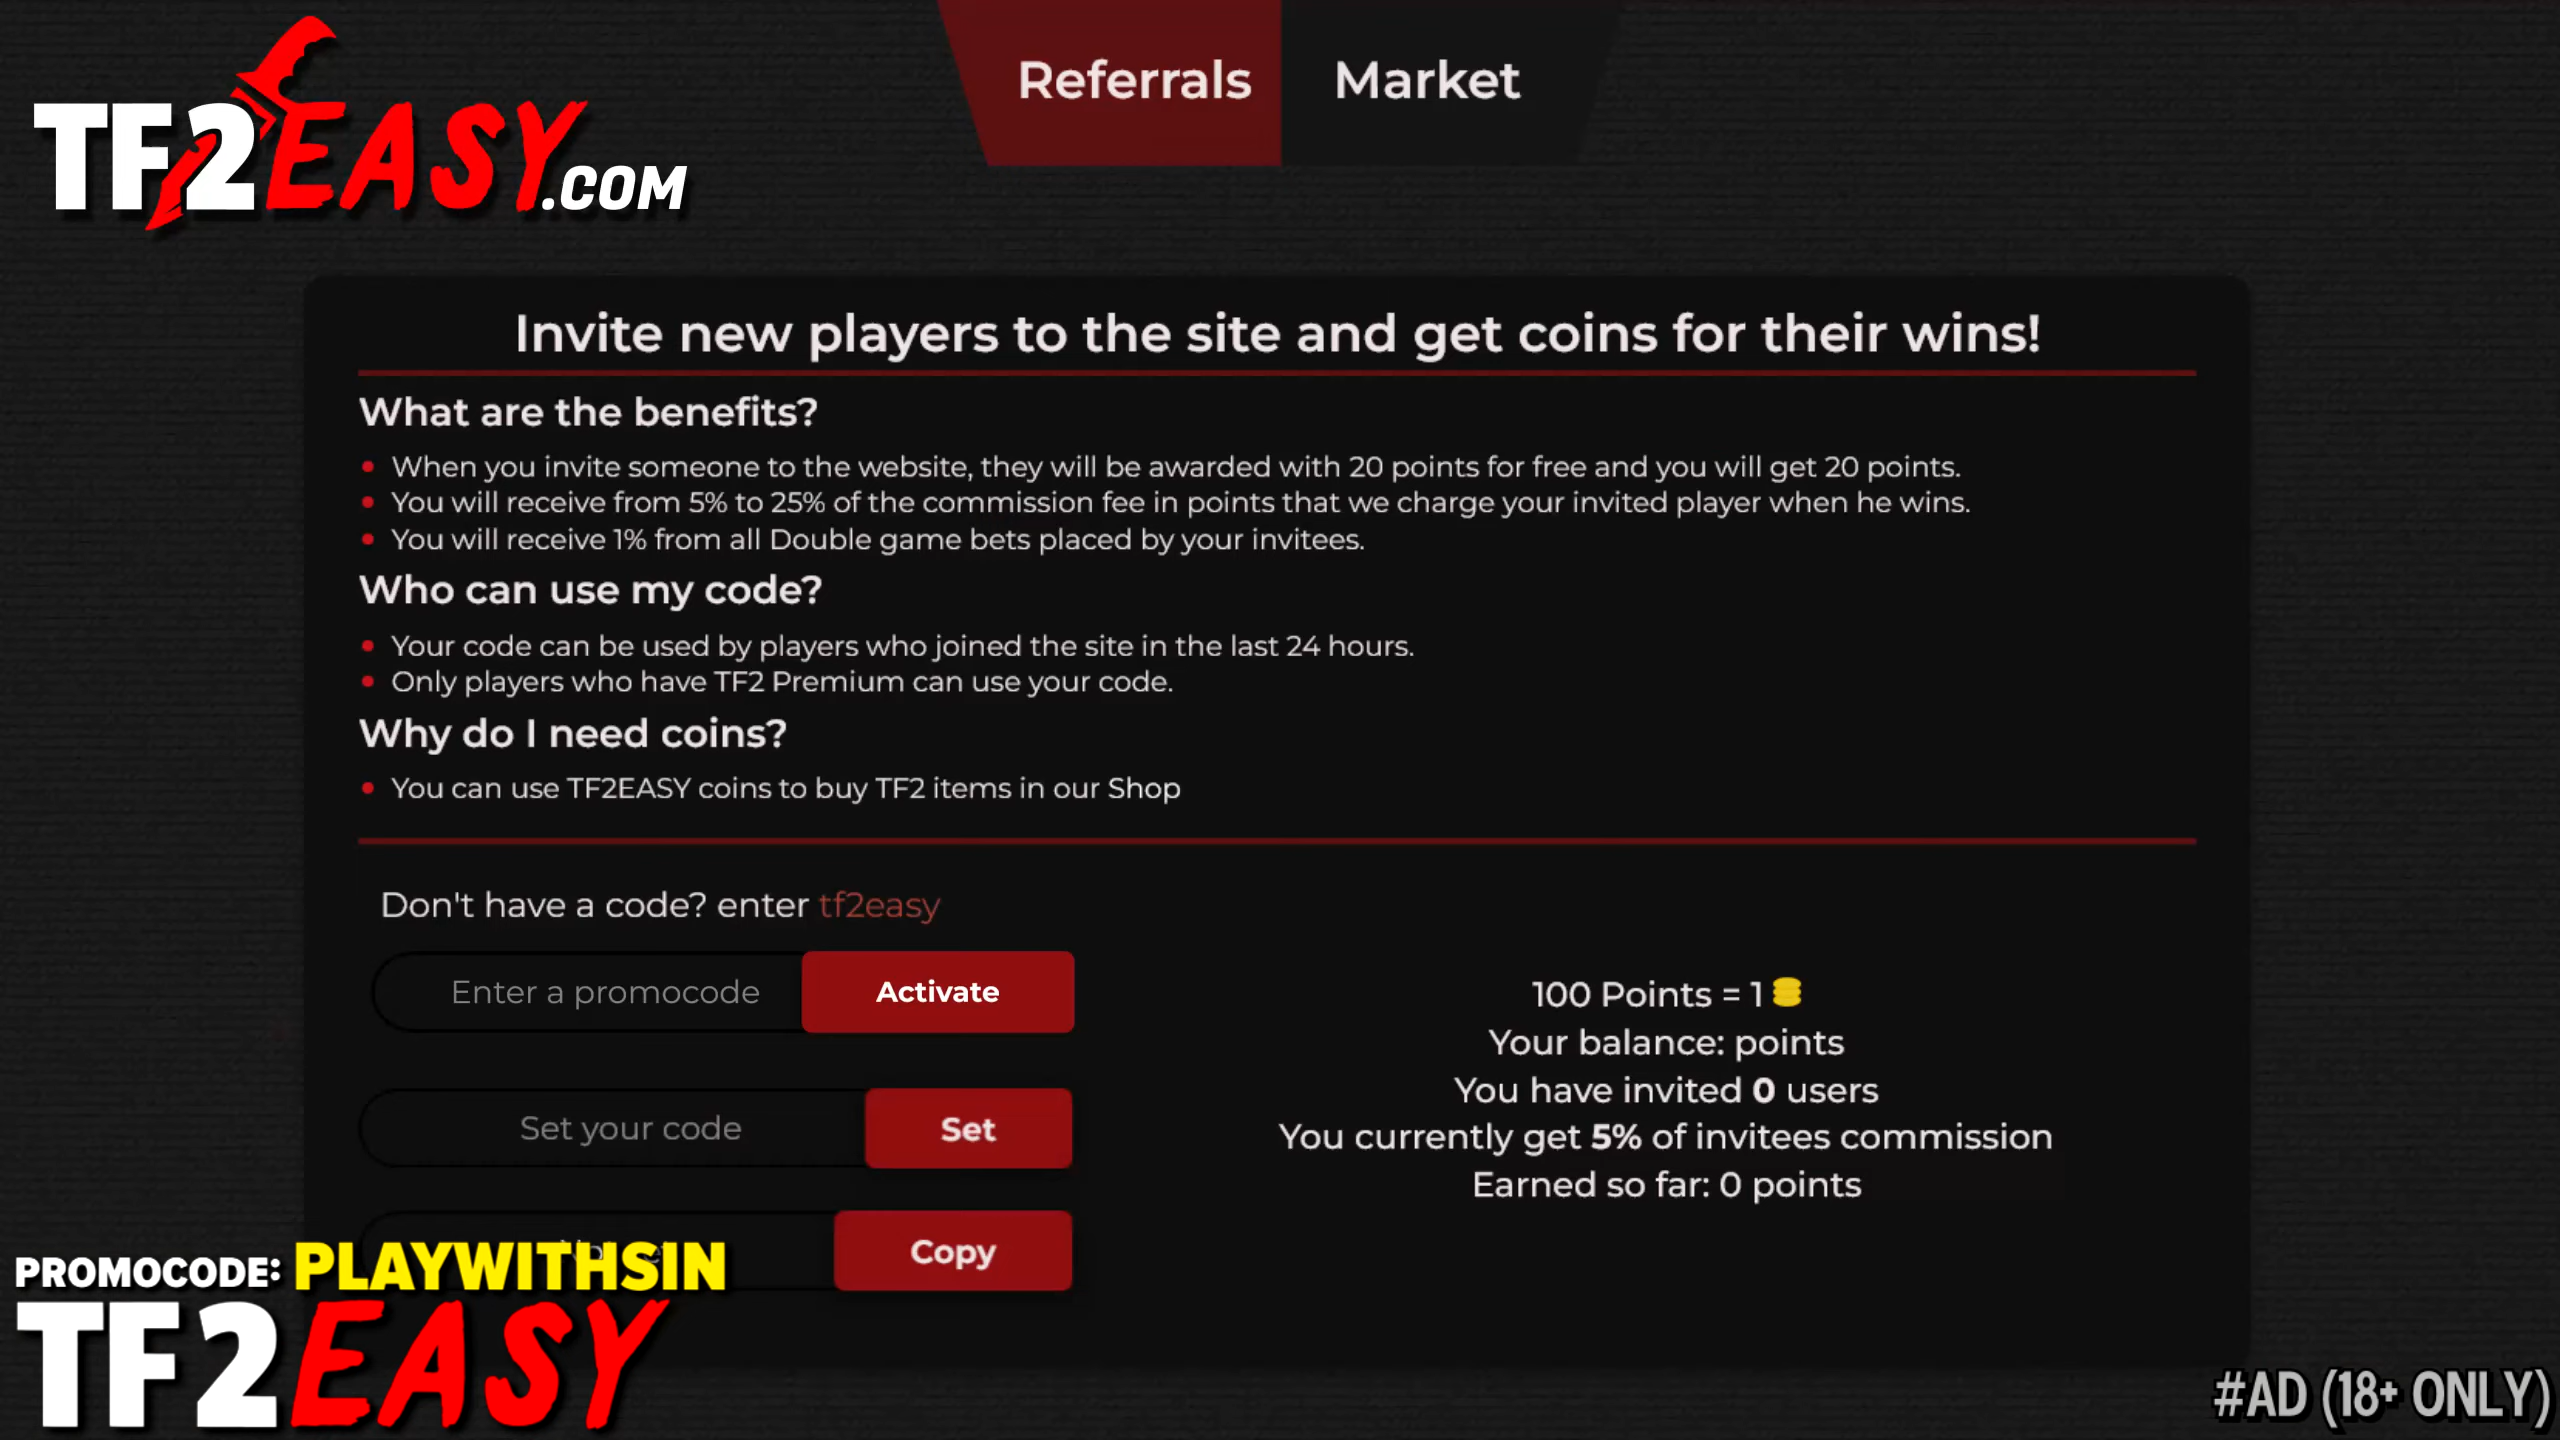 TF2EASY.COM
Referrals
Market
Invite new players to the site and get coins for their wins!
What are the benefits?
When you invite someone to the website, they will be awarded with 20 points for free and you will get 20 points.
You will receive from 5% to 25% of the commission fee in points that we charge your invited player when he wins.
You will receive 1% from all Double game bets placed by your invitees.
Who can use my code?
Your code can be used by players who joined the site in the last 24 hours.
Only players who have TF2 Premium can use your code.
Why do I need coins?
You can use TF2EASY coins to buy TF2 items in our Shop
Don't have a code? enter tf2easy
Enter a promocode
Activate
Set your code
Set
Copy
100 Points = 1
Your balance: points
You have invited 0 users
You currently get 5% of invitees commission
Earned so far: 0 points
PROMOCODE: PLAYWITHSIN
TF2EASY
#AD (18+ ONLY)